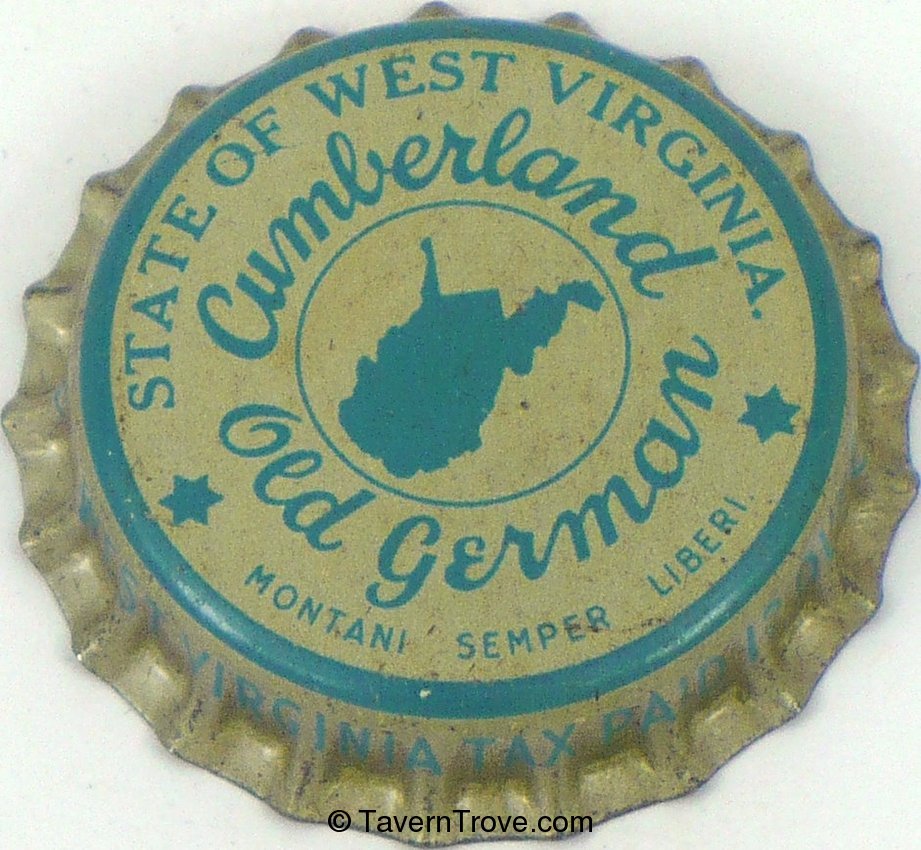 STATE OF WEST VIRGINIA.
Cumberland
Old German
MONTANI SEMPER LIBERI.
VIRGINIA TAX PAID
© TavernTrove.com